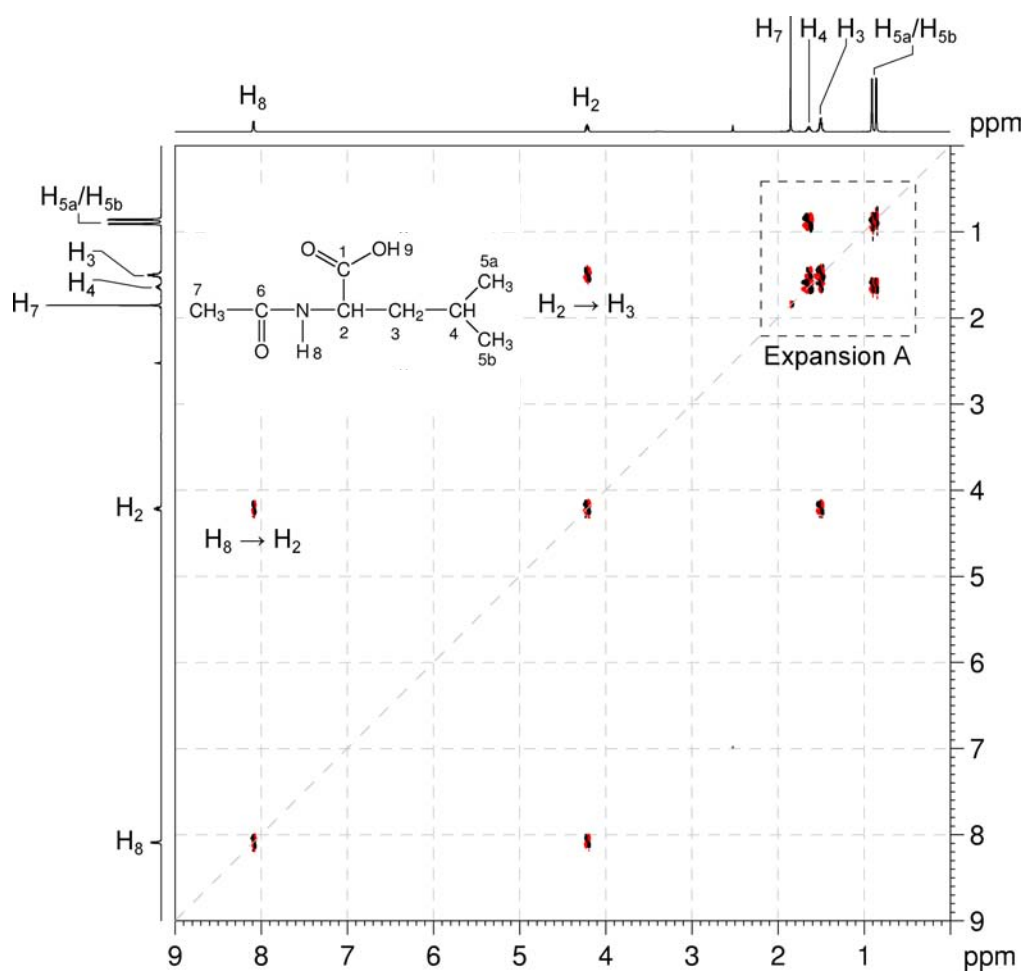 H7 H4 H3 H5a/H5b
H8 H2
ppm
H5a/H5b
H3
H4
H7
H2
H8
O 1 OH 9
C
7 6 5a
CH3 C N CH CH2 CH CH3
2 3 4
O H 8 CH3
5b
H2 → H3
Expansion A
H8 → H2
1
2
3
4
5
6
7
8
9
9 8 7 6 5 4 3 2 1 ppm